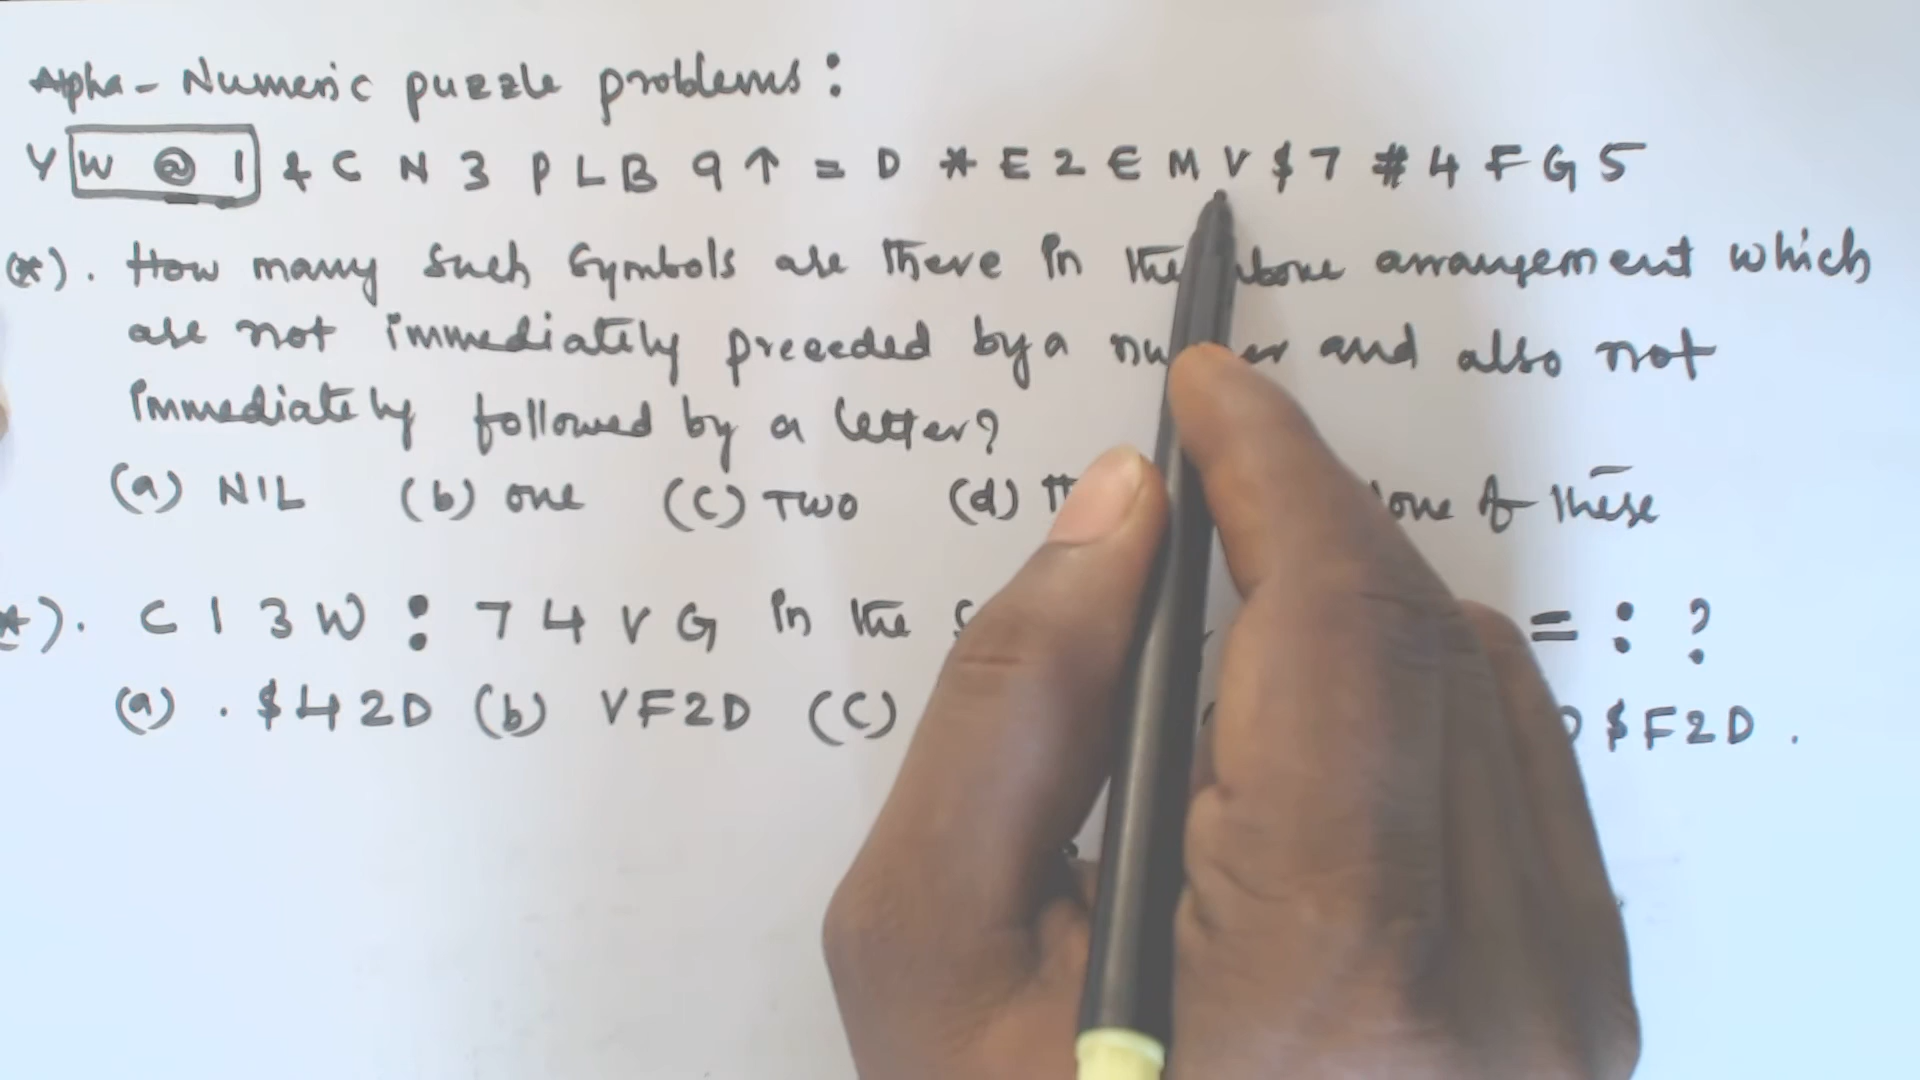 Alpha - Numeric puzzle problems :
Y W @ 1 & C N 3 P L B 9 ↑ = D * E 2 € M V $ 7 # 4 F G 5
(*). How many such symbols are there in the above arrangement which
are not immediately preceded by a and also not
immediately followed by a letter?
(a) NIL (b) one (c) TWO (d) of these
*). C 1 3 W : 7 4 V G in the = : ?
(a) . $ 4 2 D (b) V F 2 D (c) $ F 2 D .